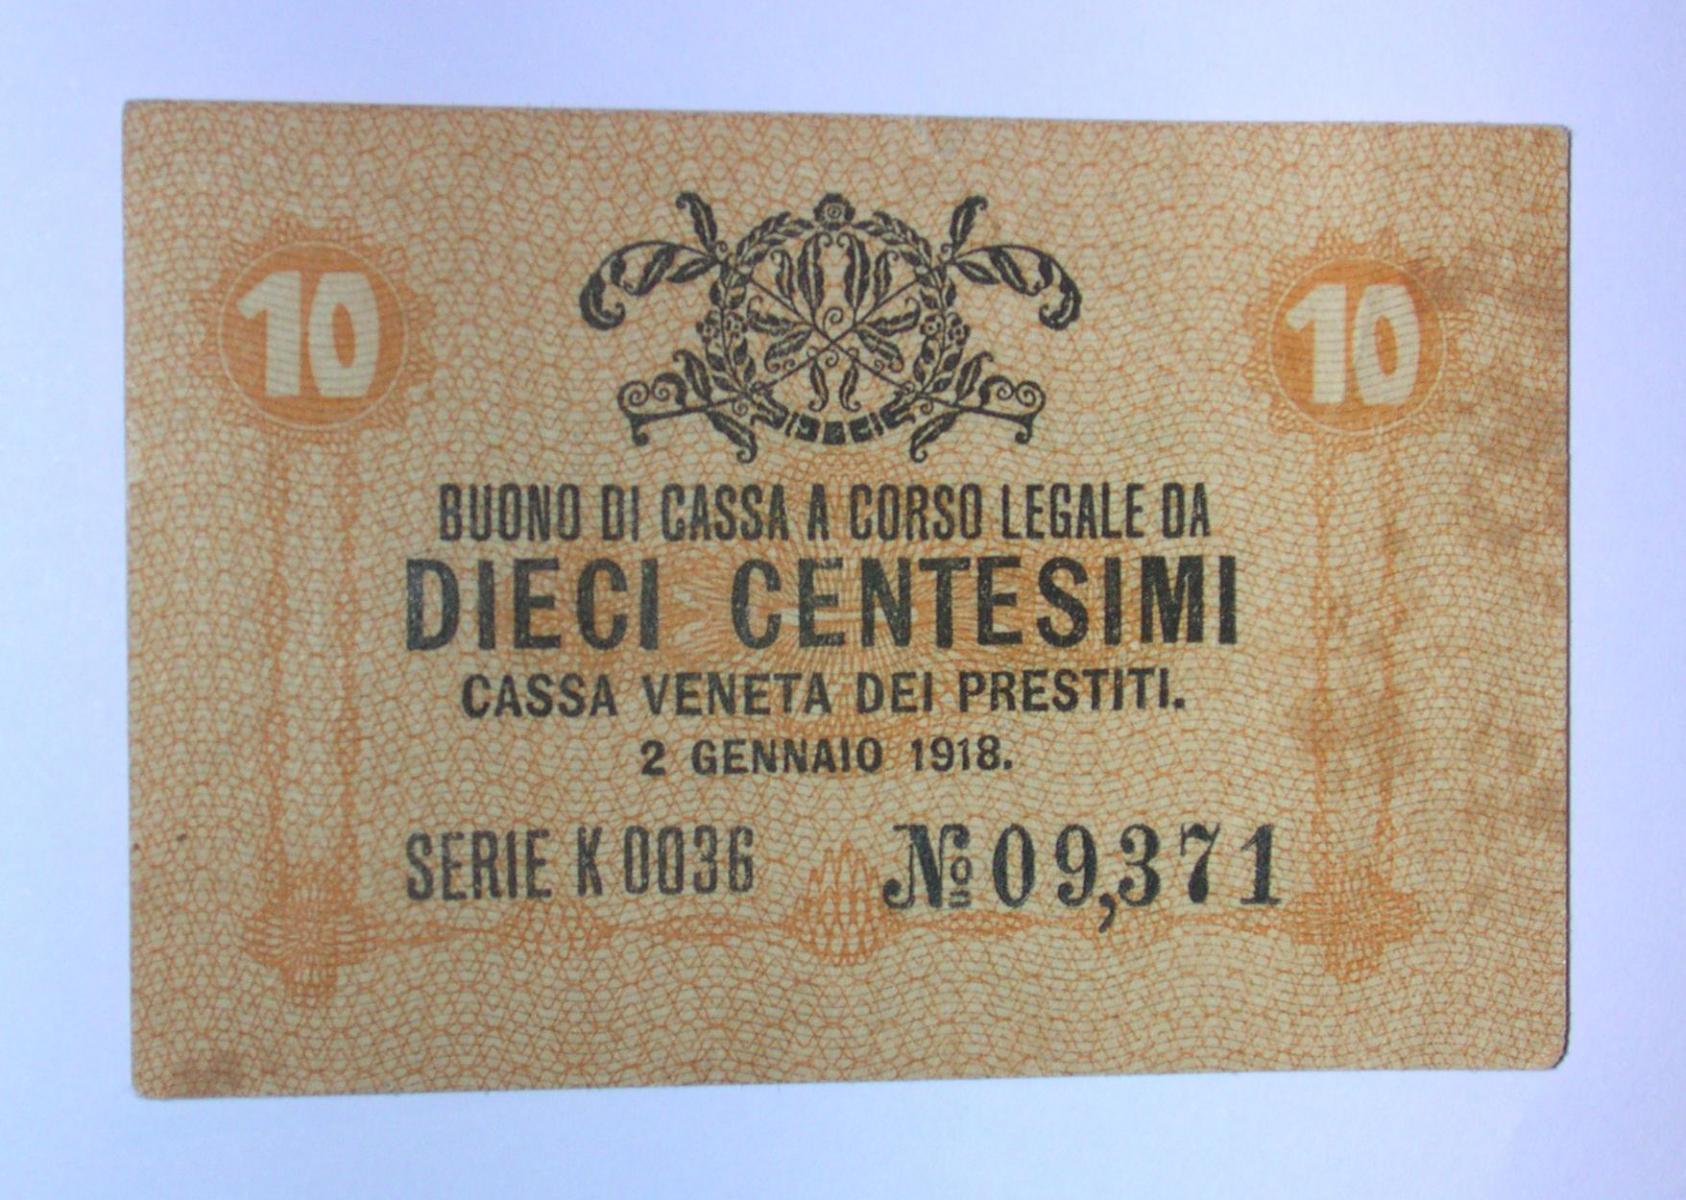 10 10
BUONO DI CASSA A CORSO LEGALE DA
DIECI CENTESIMI
CASSA VENETA DEI PRESTITI.
2 GENNAIO 1918.
SERIE K 0036 № 09,371